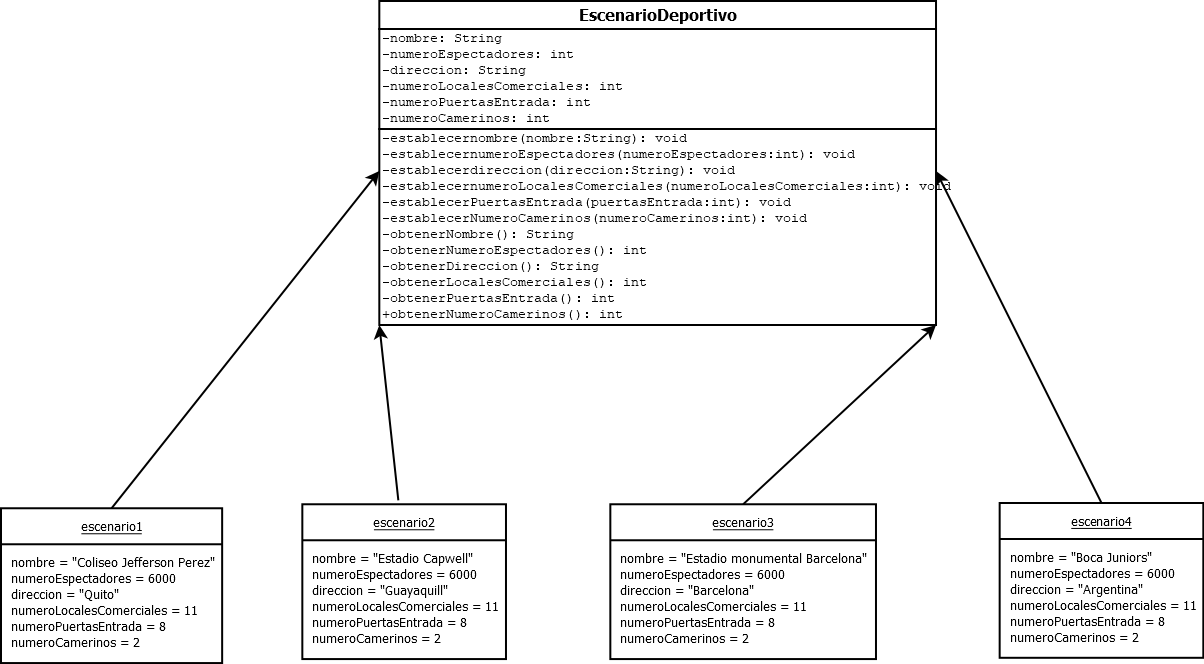 EscenarioDeportivo
-nombre: String
-numeroEspectadores: int
-direccion: String
-numeroLocalesComerciales: int
-numeroPuertasEntrada: int
-numeroCamerinos: int
-establecernombre(nombre:String): void
-establecernumeroEspectadores(numeroEspectadores:int): void
-establecerdireccion(direccion:String): void
-establecernumeroLocalesComerciales(numeroLocalesComerciales:int): void
-establecerPuertasEntrada(puertasEntrada:int): void
-establecerNumeroCamerinos(numeroCamerinos:int): void
-obtenerNombre(): String
-obtenerNumeroEspectadores(): int
-obtenerDireccion(): String
-obtenerLocalesComerciales(): int
-obtenerPuertasEntrada(): int
+obtenerNumeroCamerinos(): int
escenario1
nombre = "Coliseo Jefferson Perez"
numeroEspectadores = 6000
direccion = "Quito"
numeroLocalesComerciales = 11
numeroPuertasEntrada = 8
numeroCamerinos = 2
escenario2
nombre = "Estadio Capwell"
numeroEspectadores = 6000
direccion = "Guayaquill"
numeroLocalesComerciales = 11
numeroPuertasEntrada = 8
numeroCamerinos = 2
escenario3
nombre = "Estadio monumental Barcelona"
numeroEspectadores = 6000
direccion = "Barcelona"
numeroLocalesComerciales = 11
numeroPuertasEntrada = 8
numeroCamerinos = 2
escenario4
nombre = "Boca Juniors"
numeroEspectadores = 6000
direccion = "Argentina"
numeroLocalesComerciales = 11
numeroPuertasEntrada = 8
numeroCamerinos = 2